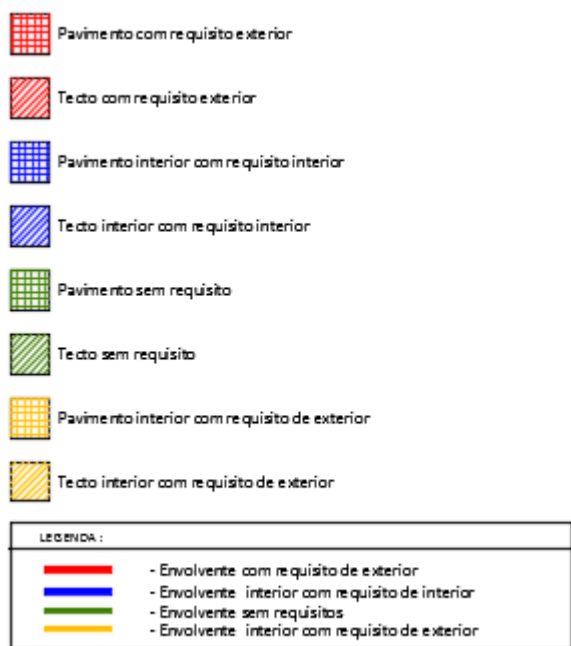 Pavimento com requisito exterior
Tecto com requisito exterior
Pavimento interior com requisito interior
Tecto interior com requisito interior
Pavimento sem requisito
Tecto sem requisito
Pavimento interior com requisito de exterior
Tecto interior com requisito de exterior
LEGENDA :
- Envolvente com requisito de exterior
- Envolvente interior com requisito de interior
- Envolvente sem requisitos
- Envolvente interior com requisito de exterior